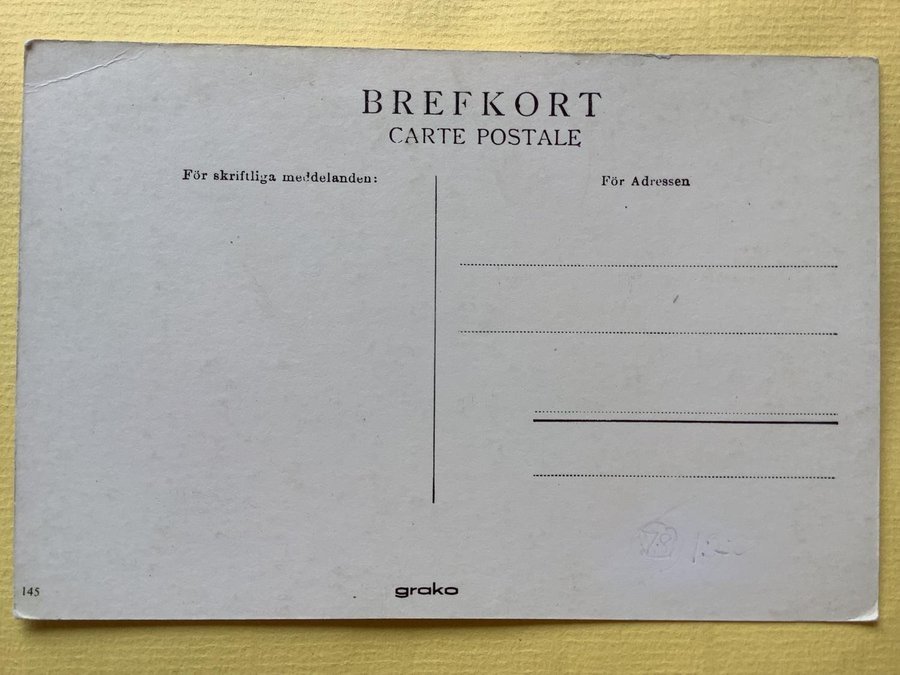 BREFKORT
CARTE POSTALE
För skriftliga meddelanden:
För Adressen
145
grako